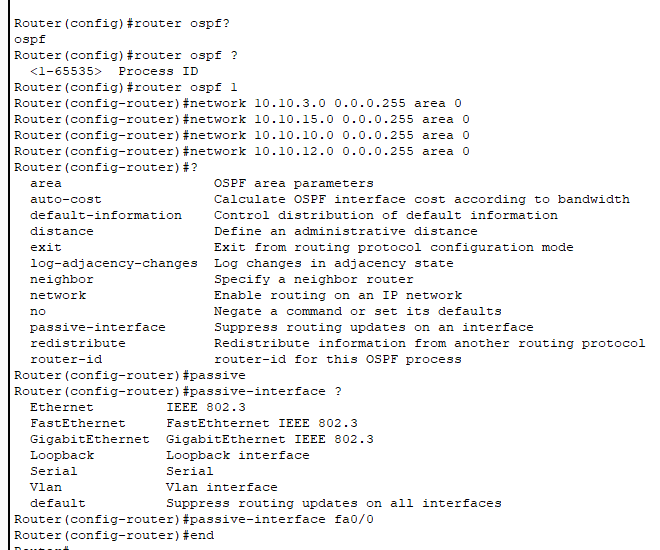 Router(config)#router ospf?
ospf
Router(config)#router ospf ?
  <1-65535>  Process ID
Router(config)#router ospf 1
Router(config-router)#network 10.10.3.0 0.0.0.255 area 0
Router(config-router)#network 10.10.15.0 0.0.0.255 area 0
Router(config-router)#network 10.10.10.0 0.0.0.255 area 0
Router(config-router)#network 10.10.12.0 0.0.0.255 area 0
Router(config-router)#?
  area                   OSPF area parameters
  auto-cost              Calculate OSPF interface cost according to bandwidth
  default-information    Control distribution of default information
  distance               Define an administrative distance
  exit                   Exit from routing protocol configuration mode
  log-adjacency-changes  Log changes in adjacency state
  neighbor               Specify a neighbor router
  network                Enable routing on an IP network
  no                     Negate a command or set its defaults
  passive-interface      Suppress routing updates on an interface
  redistribute           Redistribute information from another routing protocol
  router-id              router-id for this OSPF process
Router(config-router)#passive
Router(config-router)#passive-interface ?
  Ethernet         IEEE 802.3
  FastEthernet     FastEthternet IEEE 802.3
  GigabitEthernet  GigabitEthernet IEEE 802.3
  Loopback         Loopback interface
  Serial           Serial
  Vlan             Vlan interface
  default          Suppress routing updates on all interfaces
Router(config-router)#passive-interface fa0/0
Router(config-router)#end
Router#